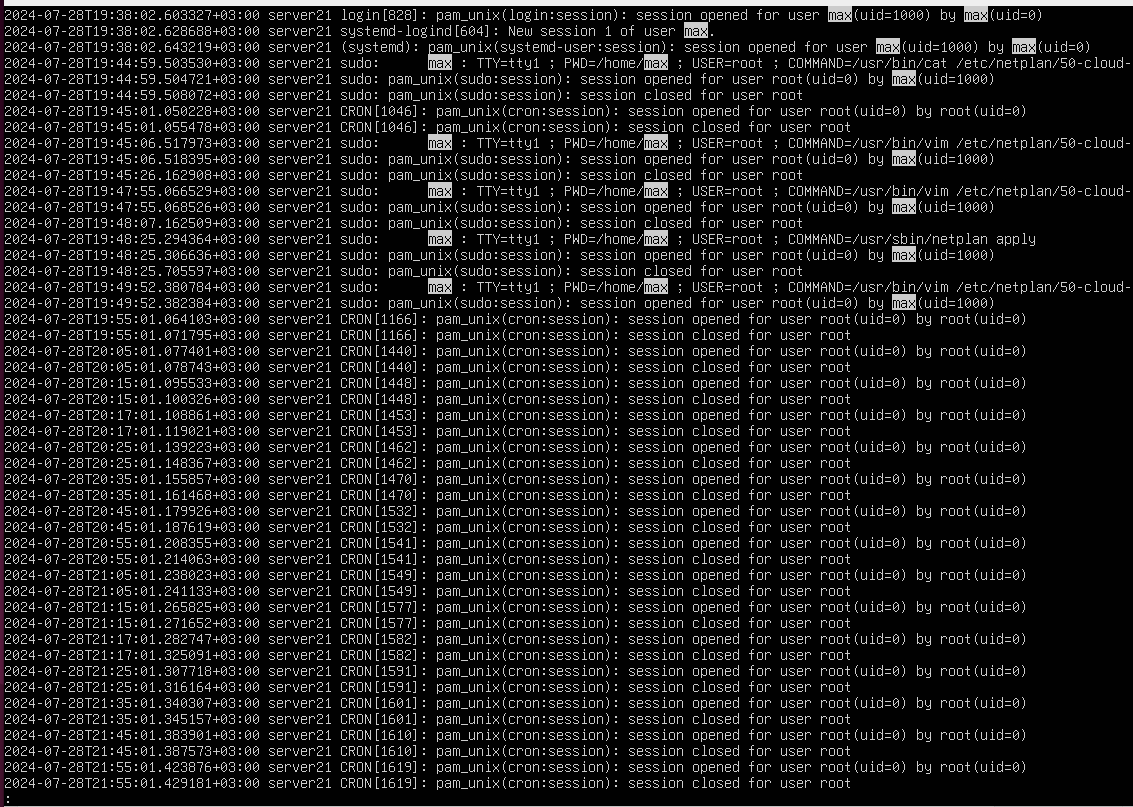 2024-07-28T19:38:02.603327+03:00 server21 login[828]: pam_unix(login:session): session opened for user max(uid=1000) by max(uid=0)
2024-07-28T19:38:02.628688+03:00 server21 systemd-logind[604]: New session 1 of user max.
2024-07-28T19:38:02.643219+03:00 server21 (systemd): pam_unix(systemd-user:session): session opened for user max(uid=1000) by max(uid=0)
2024-07-28T19:44:59.503530+03:00 server21 sudo:      max : TTY=tty1 ; PWD=/home/max ; USER=root ; COMMAND=/usr/bin/cat /etc/netplan/50-cloud-
2024-07-28T19:44:59.504721+03:00 server21 sudo: pam_unix(sudo:session): session opened for user root(uid=0) by max(uid=1000)
2024-07-28T19:44:59.508072+03:00 server21 sudo: pam_unix(sudo:session): session closed for user root
2024-07-28T19:45:01.050228+03:00 server21 CRON[1046]: pam_unix(cron:session): session opened for user root(uid=0) by root(uid=0)
2024-07-28T19:45:01.055478+03:00 server21 CRON[1046]: pam_unix(cron:session): session closed for user root
2024-07-28T19:45:06.517973+03:00 server21 sudo:      max : TTY=tty1 ; PWD=/home/max ; USER=root ; COMMAND=/usr/bin/vim /etc/netplan/50-cloud-
2024-07-28T19:45:06.518395+03:00 server21 sudo: pam_unix(sudo:session): session opened for user root(uid=0) by max(uid=1000)
2024-07-28T19:45:26.162908+03:00 server21 sudo: pam_unix(sudo:session): session closed for user root
2024-07-28T19:47:55.066529+03:00 server21 sudo:      max : TTY=tty1 ; PWD=/home/max ; USER=root ; COMMAND=/usr/bin/vim /etc/netplan/50-cloud-
2024-07-28T19:47:55.068526+03:00 server21 sudo: pam_unix(sudo:session): session opened for user root(uid=0) by max(uid=1000)
2024-07-28T19:48:07.162509+03:00 server21 sudo: pam_unix(sudo:session): session closed for user root
2024-07-28T19:48:25.294364+03:00 server21 sudo:      max : TTY=tty1 ; PWD=/home/max ; USER=root ; COMMAND=/usr/sbin/netplan apply
2024-07-28T19:48:25.306636+03:00 server21 sudo: pam_unix(sudo:session): session opened for user root(uid=0) by max(uid=1000)
2024-07-28T19:48:25.705597+03:00 server21 sudo: pam_unix(sudo:session): session closed for user root
2024-07-28T19:49:52.380784+03:00 server21 sudo:      max : TTY=tty1 ; PWD=/home/max ; USER=root ; COMMAND=/usr/bin/vim /etc/netplan/50-cloud-
2024-07-28T19:49:52.382384+03:00 server21 sudo: pam_unix(sudo:session): session opened for user root(uid=0) by max(uid=1000)
2024-07-28T19:55:01.064103+03:00 server21 CRON[1166]: pam_unix(cron:session): session opened for user root(uid=0) by root(uid=0)
2024-07-28T19:55:01.071795+03:00 server21 CRON[1166]: pam_unix(cron:session): session closed for user root
2024-07-28T20:05:01.077401+03:00 server21 CRON[1440]: pam_unix(cron:session): session opened for user root(uid=0) by root(uid=0)
2024-07-28T20:05:01.078743+03:00 server21 CRON[1440]: pam_unix(cron:session): session closed for user root
2024-07-28T20:15:01.095533+03:00 server21 CRON[1448]: pam_unix(cron:session): session opened for user root(uid=0) by root(uid=0)
2024-07-28T20:15:01.100326+03:00 server21 CRON[1448]: pam_unix(cron:session): session closed for user root
2024-07-28T20:17:01.108861+03:00 server21 CRON[1453]: pam_unix(cron:session): session opened for user root(uid=0) by root(uid=0)
2024-07-28T20:17:01.119021+03:00 server21 CRON[1453]: pam_unix(cron:session): session closed for user root
2024-07-28T20:25:01.139223+03:00 server21 CRON[1462]: pam_unix(cron:session): session opened for user root(uid=0) by root(uid=0)
2024-07-28T20:25:01.148367+03:00 server21 CRON[1462]: pam_unix(cron:session): session closed for user root
2024-07-28T20:35:01.155857+03:00 server21 CRON[1470]: pam_unix(cron:session): session opened for user root(uid=0) by root(uid=0)
2024-07-28T20:35:01.161468+03:00 server21 CRON[1470]: pam_unix(cron:session): session closed for user root
2024-07-28T20:45:01.179926+03:00 server21 CRON[1532]: pam_unix(cron:session): session opened for user root(uid=0) by root(uid=0)
2024-07-28T20:45:01.187619+03:00 server21 CRON[1532]: pam_unix(cron:session): session closed for user root
2024-07-28T20:55:01.208355+03:00 server21 CRON[1541]: pam_unix(cron:session): session opened for user root(uid=0) by root(uid=0)
2024-07-28T20:55:01.214063+03:00 server21 CRON[1541]: pam_unix(cron:session): session closed for user root
2024-07-28T21:05:01.238023+03:00 server21 CRON[1549]: pam_unix(cron:session): session opened for user root(uid=0) by root(uid=0)
2024-07-28T21:05:01.241133+03:00 server21 CRON[1549]: pam_unix(cron:session): session closed for user root
2024-07-28T21:15:01.265825+03:00 server21 CRON[1577]: pam_unix(cron:session): session opened for user root(uid=0) by root(uid=0)
2024-07-28T21:15:01.271652+03:00 server21 CRON[1577]: pam_unix(cron:session): session closed for user root
2024-07-28T21:17:01.282747+03:00 server21 CRON[1582]: pam_unix(cron:session): session opened for user root(uid=0) by root(uid=0)
2024-07-28T21:17:01.325091+03:00 server21 CRON[1582]: pam_unix(cron:session): session closed for user root
2024-07-28T21:25:01.307718+03:00 server21 CRON[1591]: pam_unix(cron:session): session opened for user root(uid=0) by root(uid=0)
2024-07-28T21:25:01.316164+03:00 server21 CRON[1591]: pam_unix(cron:session): session closed for user root
2024-07-28T21:35:01.340307+03:00 server21 CRON[1601]: pam_unix(cron:session): session opened for user root(uid=0) by root(uid=0)
2024-07-28T21:35:01.345157+03:00 server21 CRON[1601]: pam_unix(cron:session): session closed for user root
2024-07-28T21:45:01.383901+03:00 server21 CRON[1610]: pam_unix(cron:session): session opened for user root(uid=0) by root(uid=0)
2024-07-28T21:45:01.387573+03:00 server21 CRON[1610]: pam_unix(cron:session): session closed for user root
2024-07-28T21:55:01.423876+03:00 server21 CRON[1619]: pam_unix(cron:session): session opened for user root(uid=0) by root(uid=0)
2024-07-28T21:55:01.429181+03:00 server21 CRON[1619]: pam_unix(cron:session): session closed for user root
: